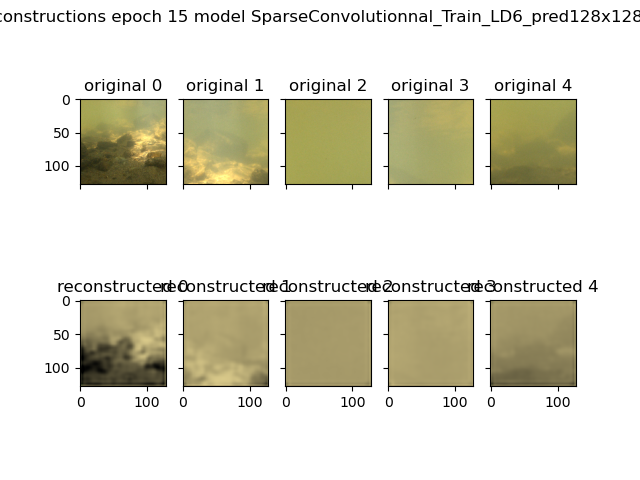 constructions epoch 15 model SparseConvolutionnal_Train_LD6_pred128x128
original 0 original 1 original 2 original 3 original 4
0
50
100
reconstructed 0 reconstructed 1 reconstructed 2 reconstructed 3 reconstructed 4
0
50
100
0 100 0 100 0 100 0 100 0 100